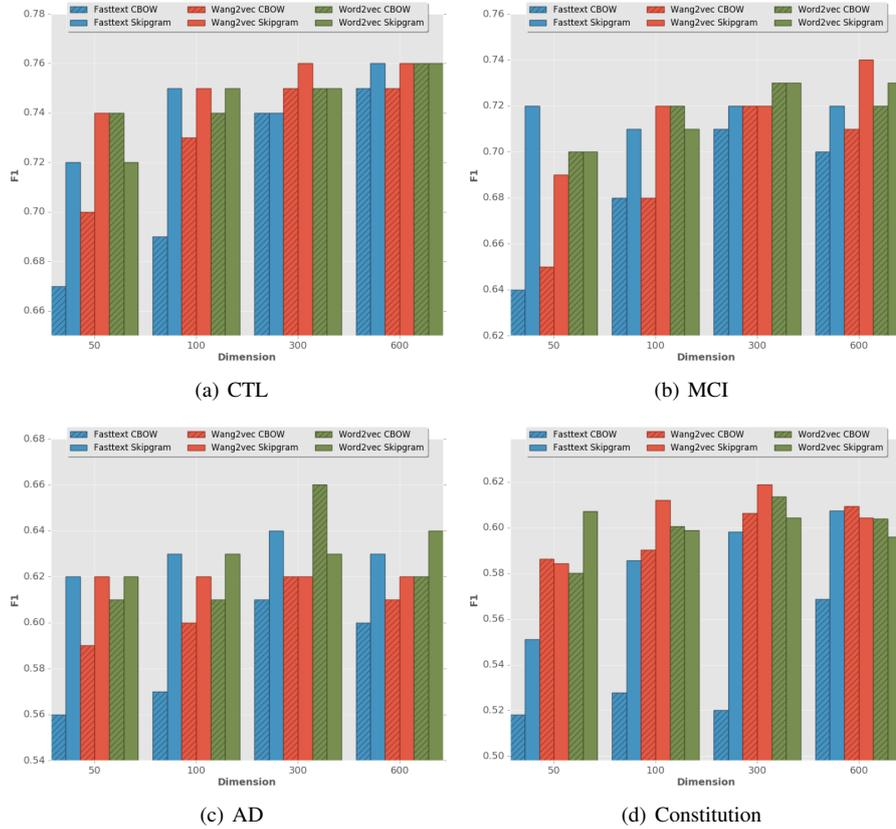 Fasttext CBOW Wang2vec CBOW Word2vec CBOW
Fasttext Skipgram Wang2vec Skipgram Word2vec Skipgram
0.78
0.76
0.74
0.72
0.70
0.68
0.66
F1
50 100 300 600
Dimension
(a) CTL
Fasttext CBOW Wang2vec CBOW Word2vec CBOW
Fasttext Skipgram Wang2vec Skipgram Word2vec Skipgram
0.76
0.74
0.72
0.70
0.68
0.66
0.64
0.62
F1
50 100 300 600
Dimension
(b) MCI
Fasttext CBOW Wang2vec CBOW Word2vec CBOW
Fasttext Skipgram Wang2vec Skipgram Word2vec Skipgram
0.68
0.66
0.64
0.62
0.60
0.58
0.56
0.54
F1
50 100 300 600
Dimension
(c) AD
Fasttext CBOW Wang2vec CBOW Word2vec CBOW
Fasttext Skipgram Wang2vec Skipgram Word2vec Skipgram
0.62
0.60
0.58
0.56
0.54
0.52
0.50
F1
50 100 300 600
Dimension
(d) Constitution